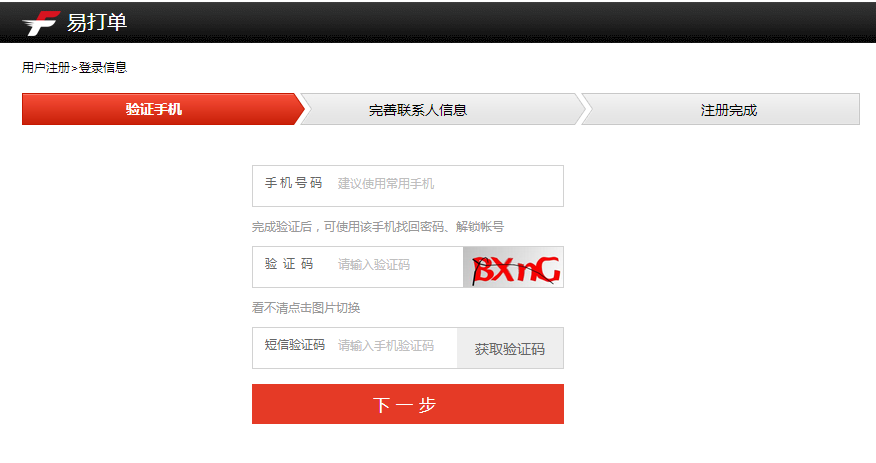 易打单
用户注册>登录信息
验证手机 完善联系人信息 注册完成
手机号码 建议使用常用手机
完成验证后，可使用该手机找回密码、解锁帐号
验 证 码 请输入验证码 BXnG
看不清点击图片切换
短信验证码 请输入手机验证码 获取验证码
下一步